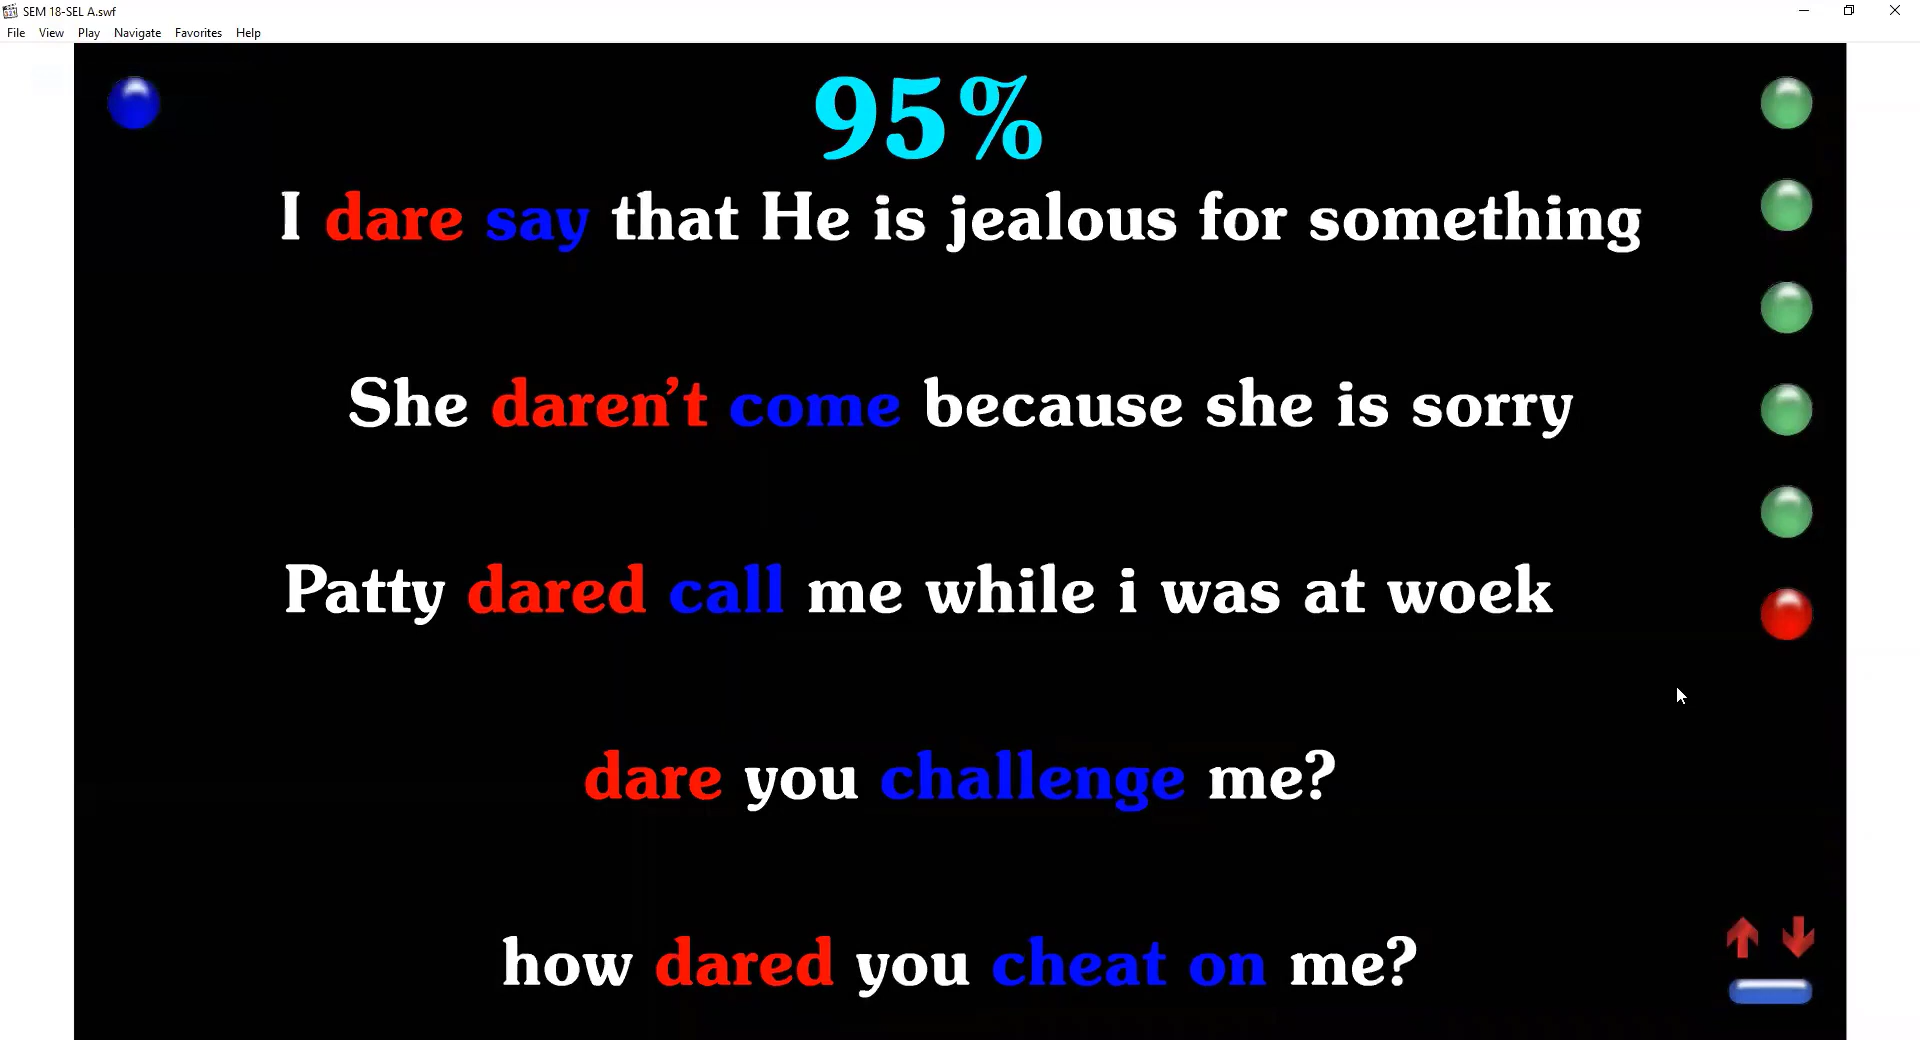 SEM 18-SEL A.swf
File View Play Navigate Favorites Help
95%
I dare say that He is jealous for something
She daren't come because she is sorry
Patty dared call me while i was at woek
dare you challenge me?
how dared you cheat on me?